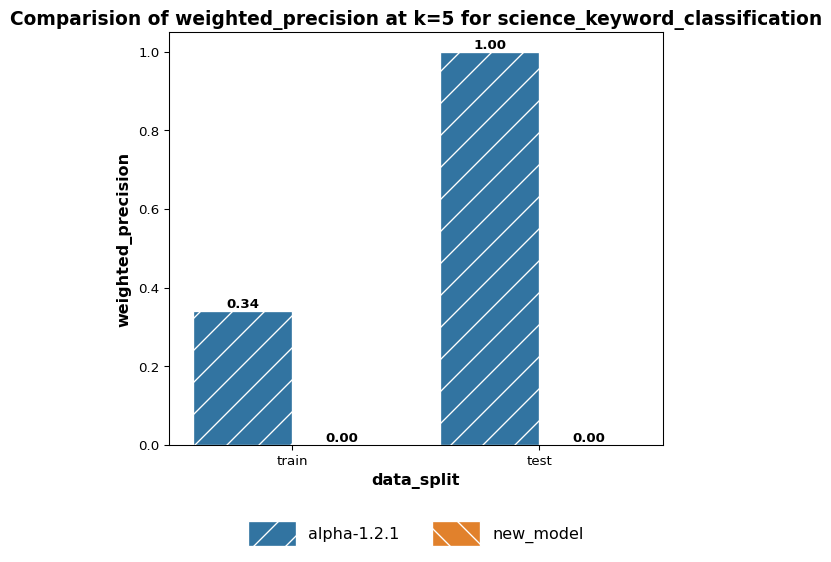 Comparision of weighted_precision at k=5 for science_keyword_classification
weighted_precision
1.0
0.8
0.6
0.4
0.2
0.0
0.34
0.00
1.00
0.00
train
test
data_split
alpha-1.2.1
new_model